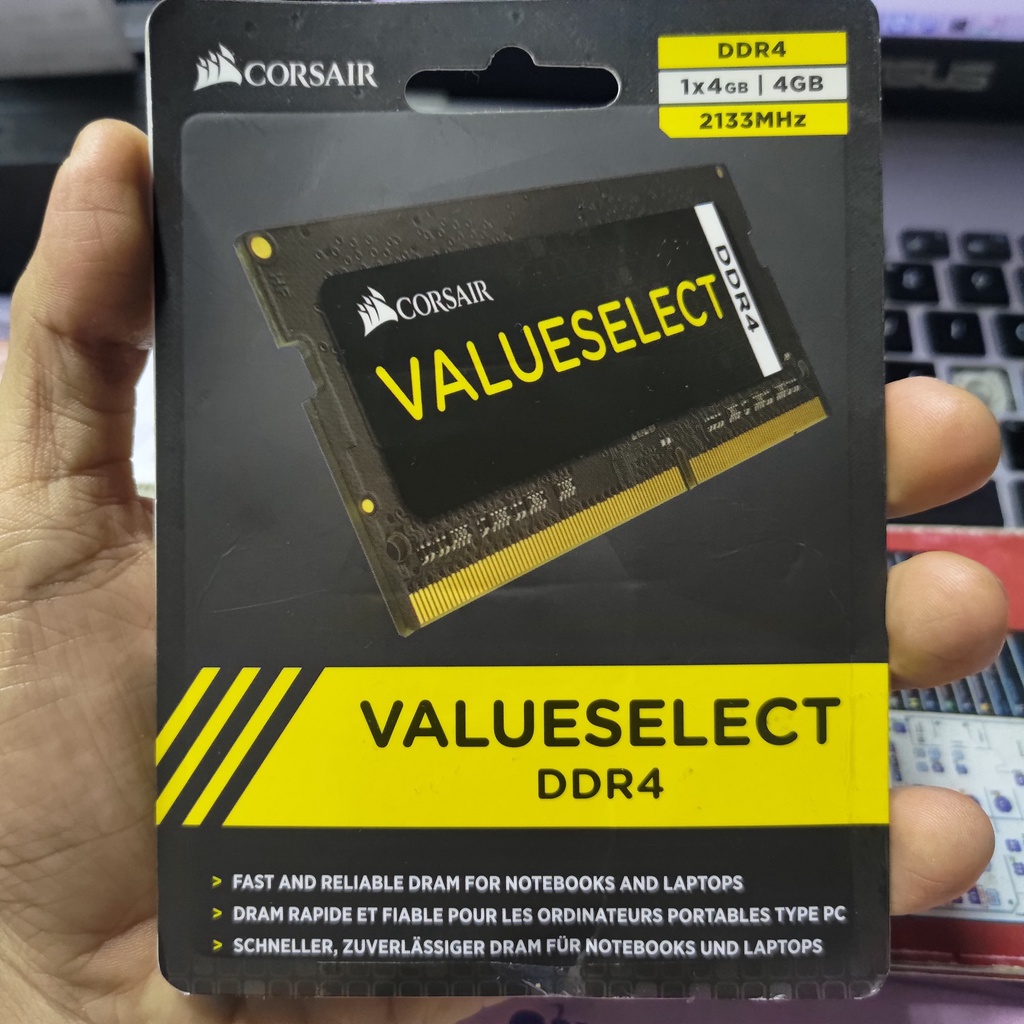 CORSAIR
DDR4
1x4GB | 4GB
2133MHz
ASUS
CORSAIR
VALUESELECT
DDR4
VALUESELECT
DDR4
> FAST AND RELIABLE DRAM FOR NOTEBOOKS AND LAPTOPS
> DRAM RAPIDE ET FIABLE POUR LES ORDINATEURS PORTABLES TYPE PC
> SCHNELLER, ZUVERLÄSSIGER DRAM FÜR NOTEBOOKS UND LAPTOPS